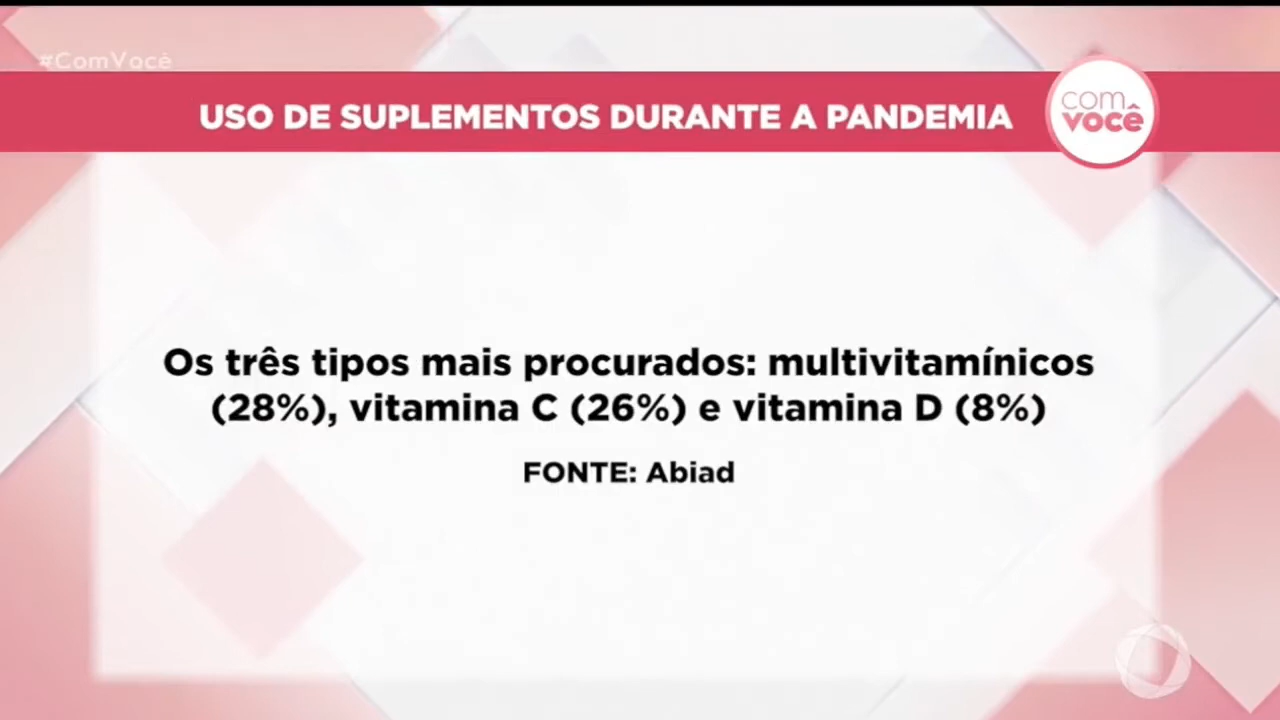 #ComVocê
USO DE SUPLEMENTOS DURANTE A PANDEMIA
com
você
Os três tipos mais procurados: multivitamínicos
(28%), vitamina C (26%) e vitamina D (8%)
FONTE: Abiad